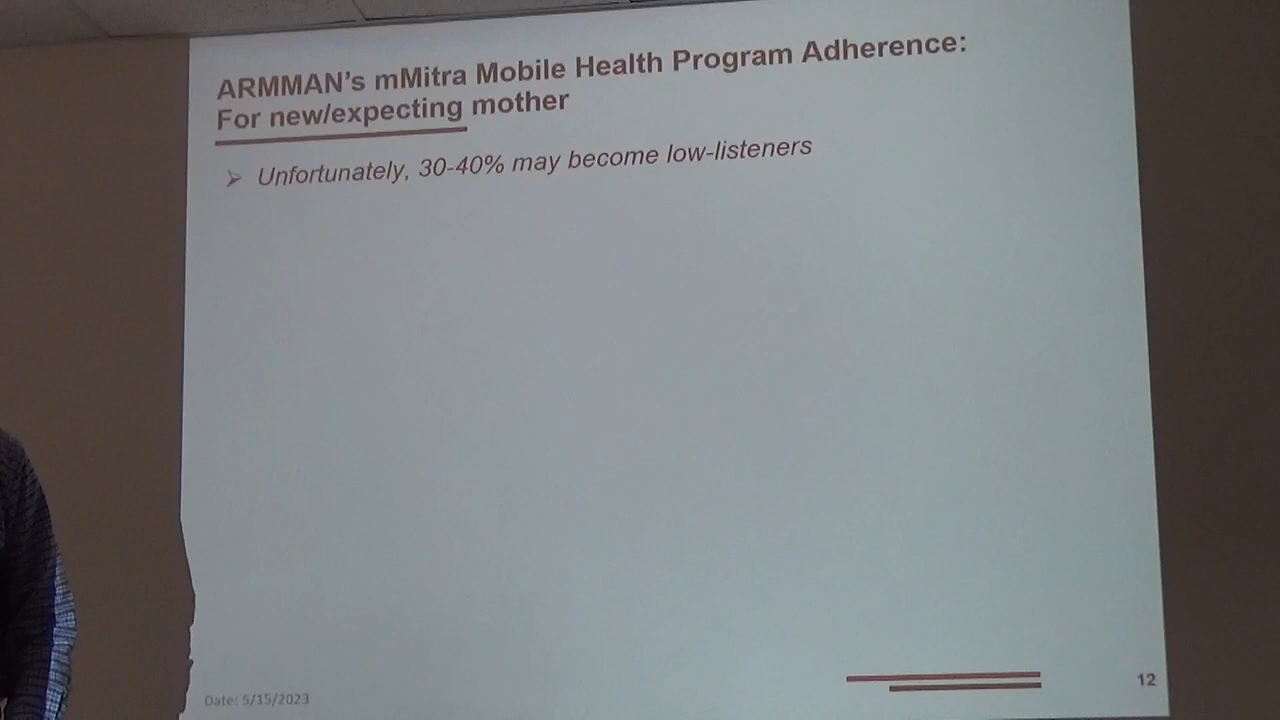 ARMMAN's mMitra Mobile Health Program Adherence:
For new/expecting mother
➢ Unfortunately, 30-40% may become low-listeners
Date: 5/15/2023
12